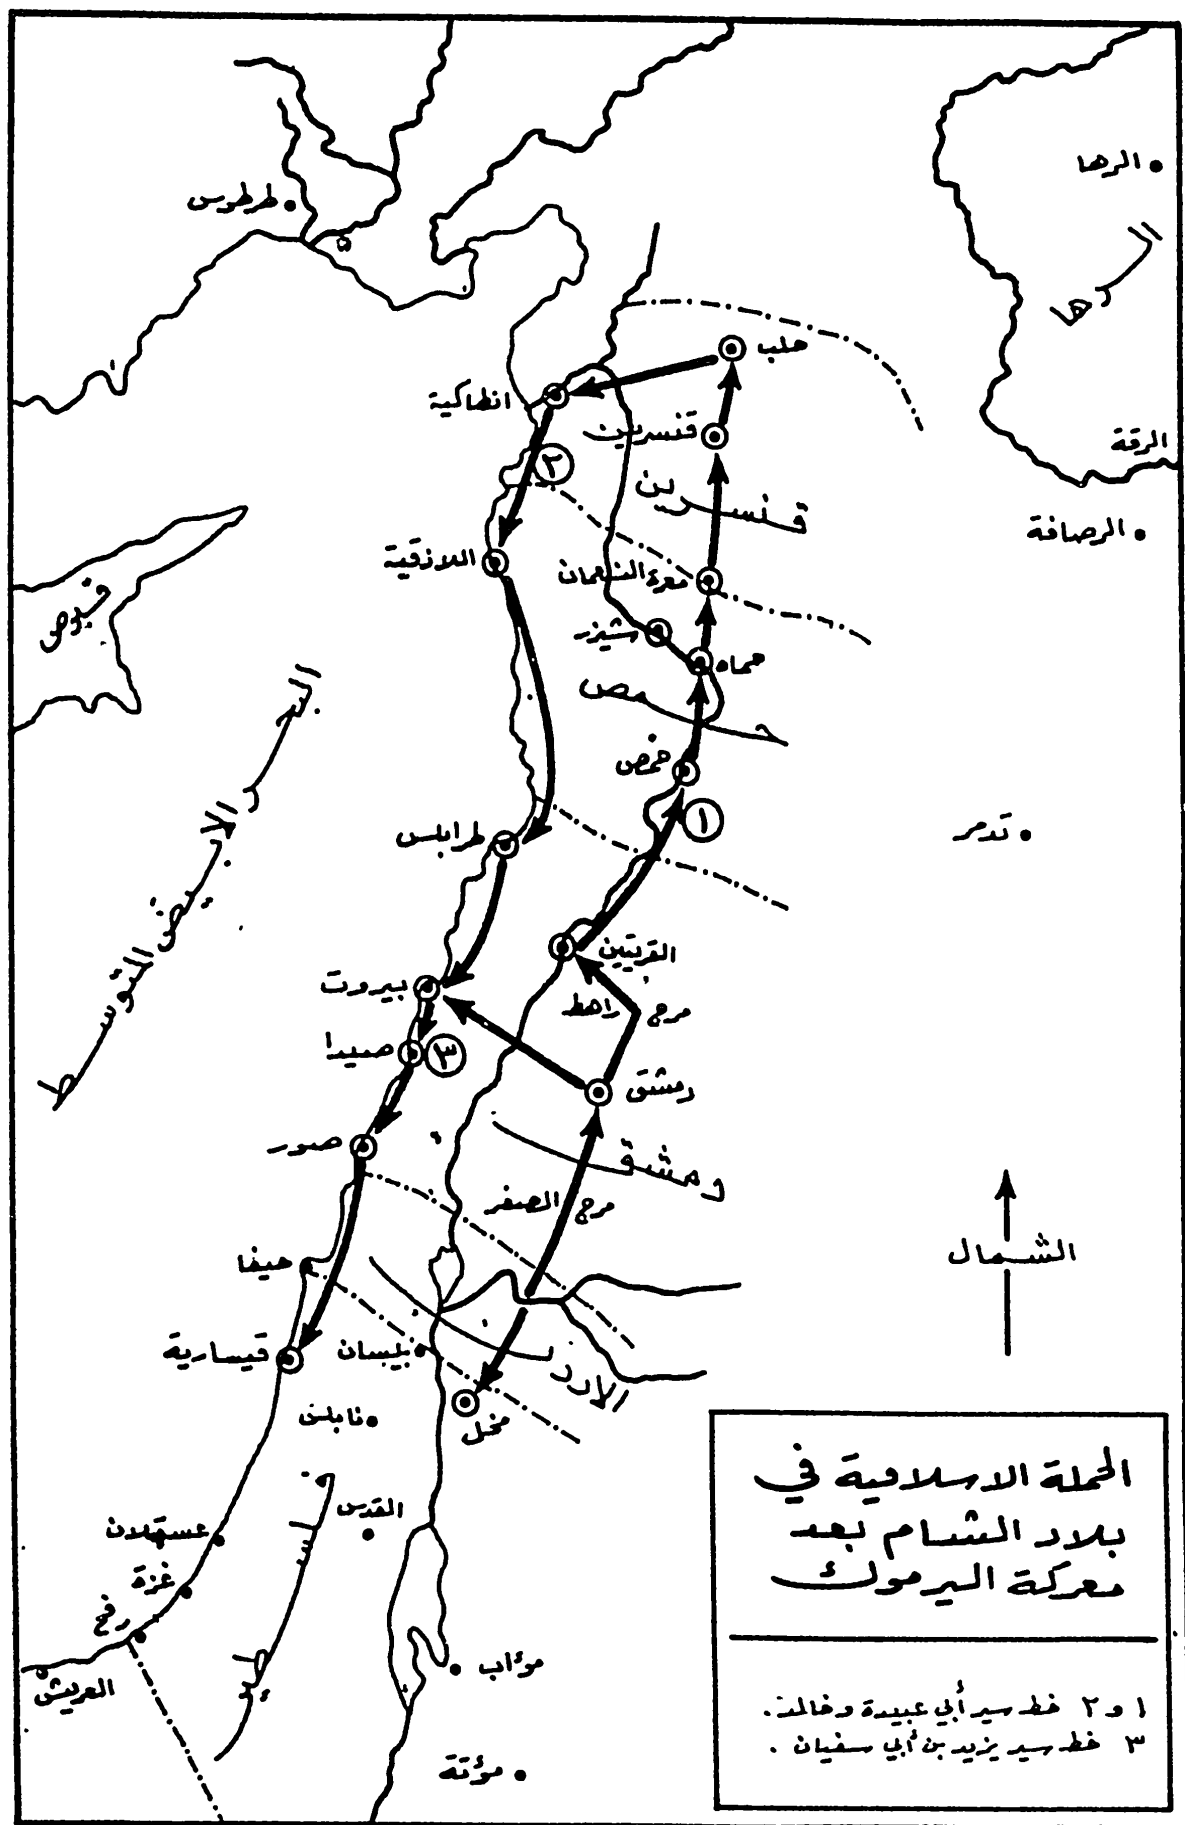 الرها
طرطوس
الرها
حلب
انطاكية
قنسرين
الرقة
٢
قنسرين
الرصافة
اللاذقية
معرة النعمان
قبرص
شيزر
حماه
حمص
البحر الابيض المتوسط
حمص
١
تدمر
طرابلس
القريتين
بيروت
مرج راهط
صيدا
٣
دمشق
صور
دمشق
مرج الصفر
حيفا
الشمال
قيسارية
بيسان
الاردن
نابلس
فحل
القدس
عسقلان
غزة
رفح
فلسطين
العريش
مؤاب
مؤتة
الحملة الاسلامية في
بلاد الشام بعد
معركة اليرموك
١ و ٢ خط سير أبي عبيدة وخالد.
٣ خط سير يزيد بن أبي سفيان .